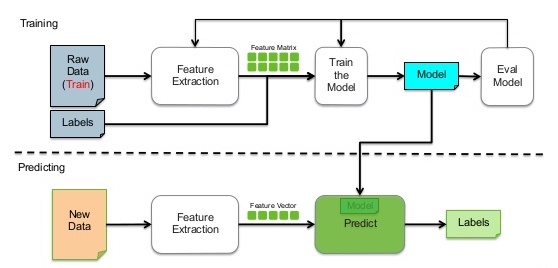 Training
Raw
Data
(Train)
Feature
Extraction
Feature Matrix
Train
the
Model
Model
Eval
Model
Labels
Predicting
New
Data
Feature
Extraction
Feature Vector
Model
Predict
Labels